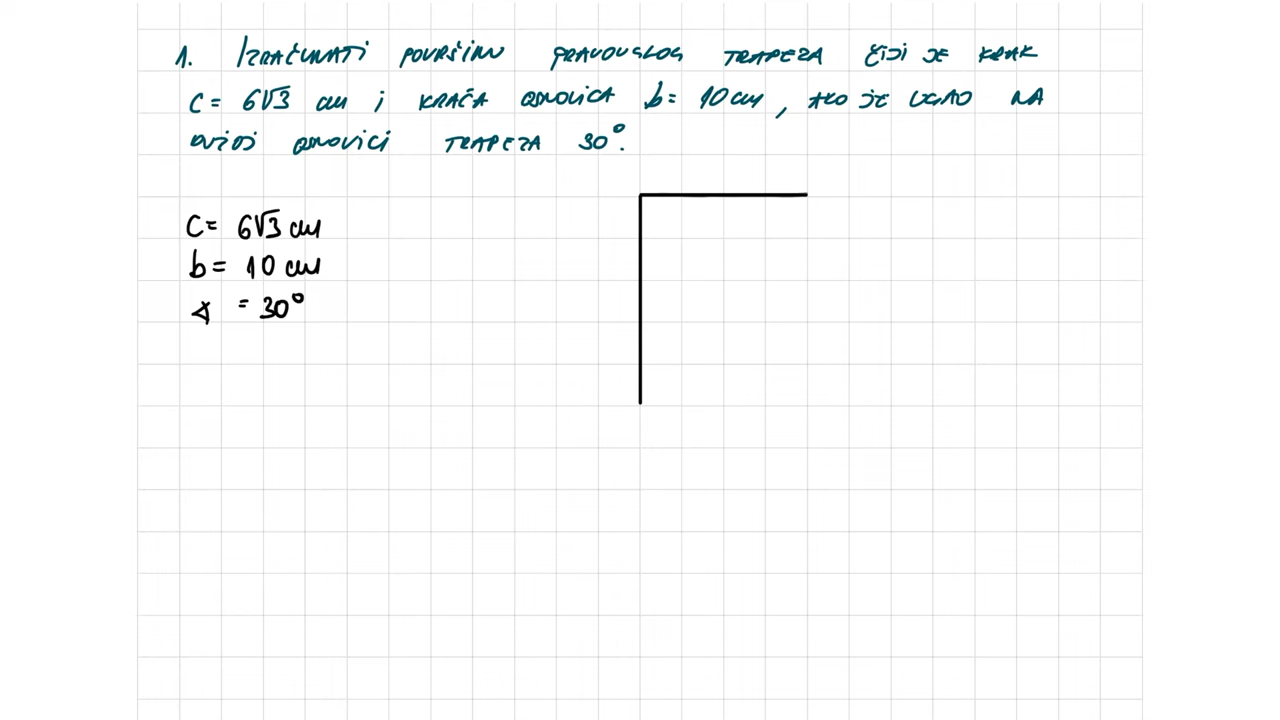 1. IZRAČUNATI POVRŠINU PRAVOUGLOG TRAPEZA ČIJI JE KRAK
C = 6√3 cm i KRAĆA OSNOVICA b = 10 cm, AKO JE UGAO NA
DUŽOJ OSNOVICI TRAPEZA 30°.
C = 6√3 cm
b = 10 cm
∢ = 30°